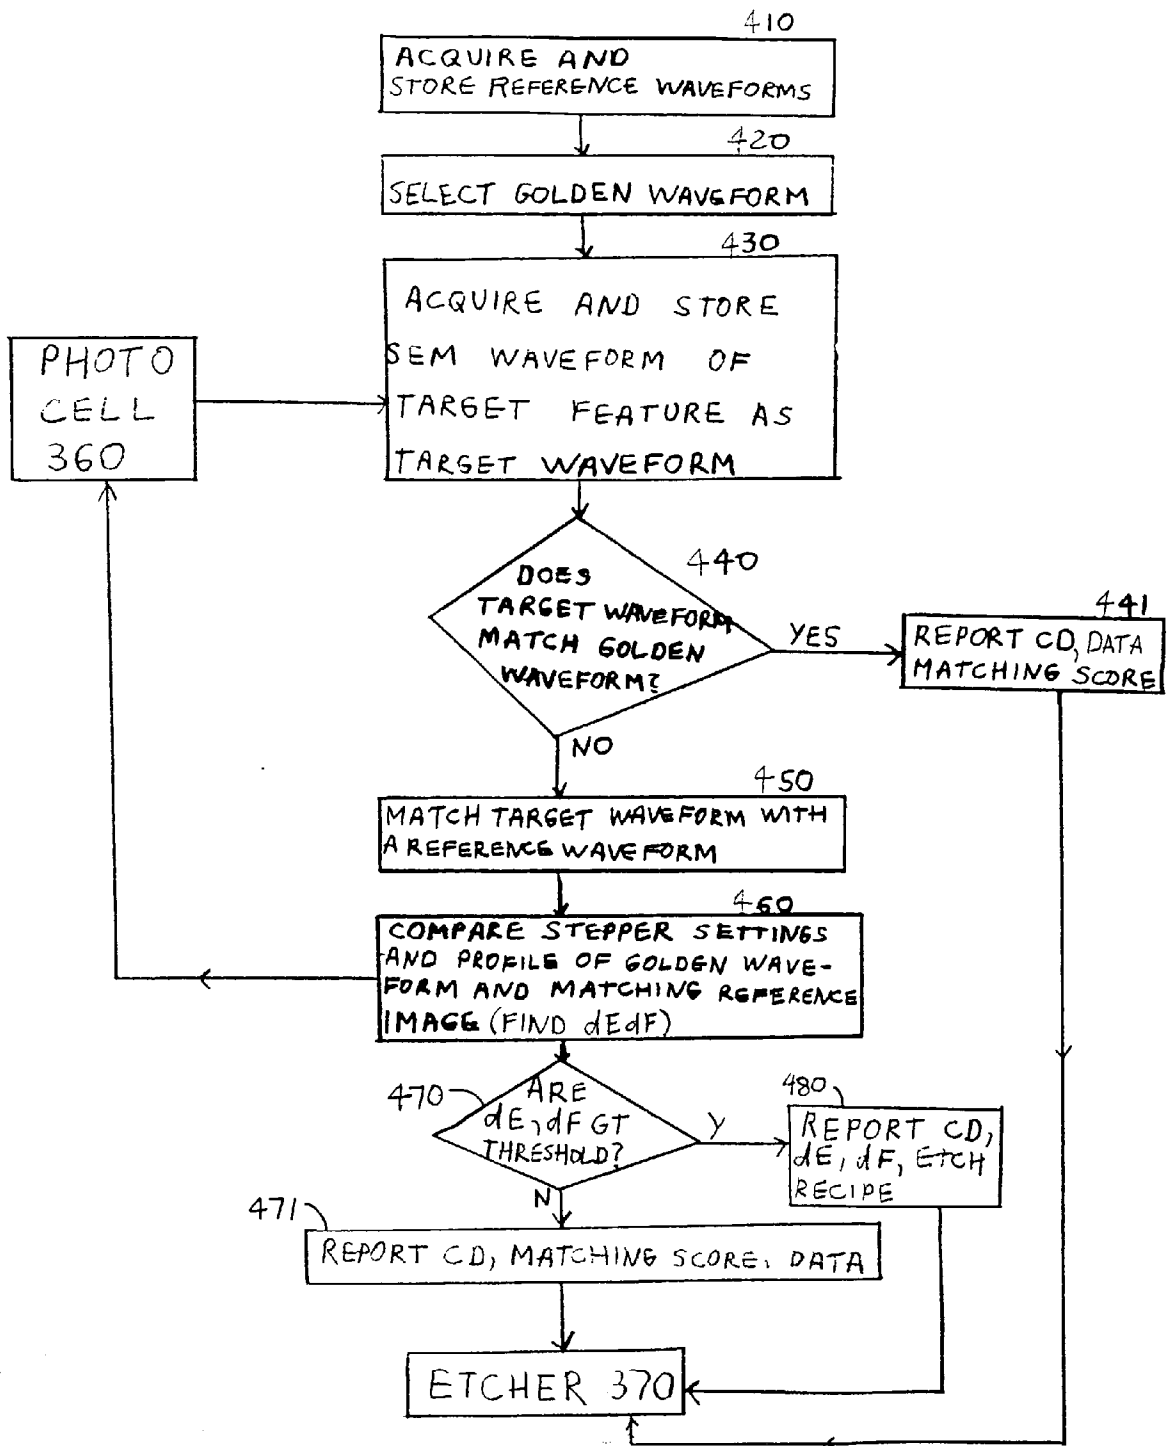 410
ACQUIRE AND
STORE REFERENCE WAVEFORMS
420
SELECT GOLDEN WAVEFORM
430
ACQUIRE AND STORE
SEM WAVEFORM OF
TARGET FEATURE AS
TARGET WAVEFORM
PHOTO
CELL
360
440
DOES
TARGET WAVEFORM
MATCH GOLDEN
WAVEFORM?
YES
441
REPORT CD, DATA
MATCHING SCORE
NO
450
MATCH TARGET WAVEFORM WITH
A REFERENCE WAVEFORM
460
COMPARE STEPPER SETTINGS
AND PROFILE OF GOLDEN WAVE-
FORM AND MATCHING REFERENCE
IMAGE (FIND dEdF)
470
ARE
dE, dF GT
THRESHOLD?
Y
480
REPORT CD,
dE, dF, ETCH
RECIPE
N
471
REPORT CD, MATCHING SCORE, DATA
ETCHER 370